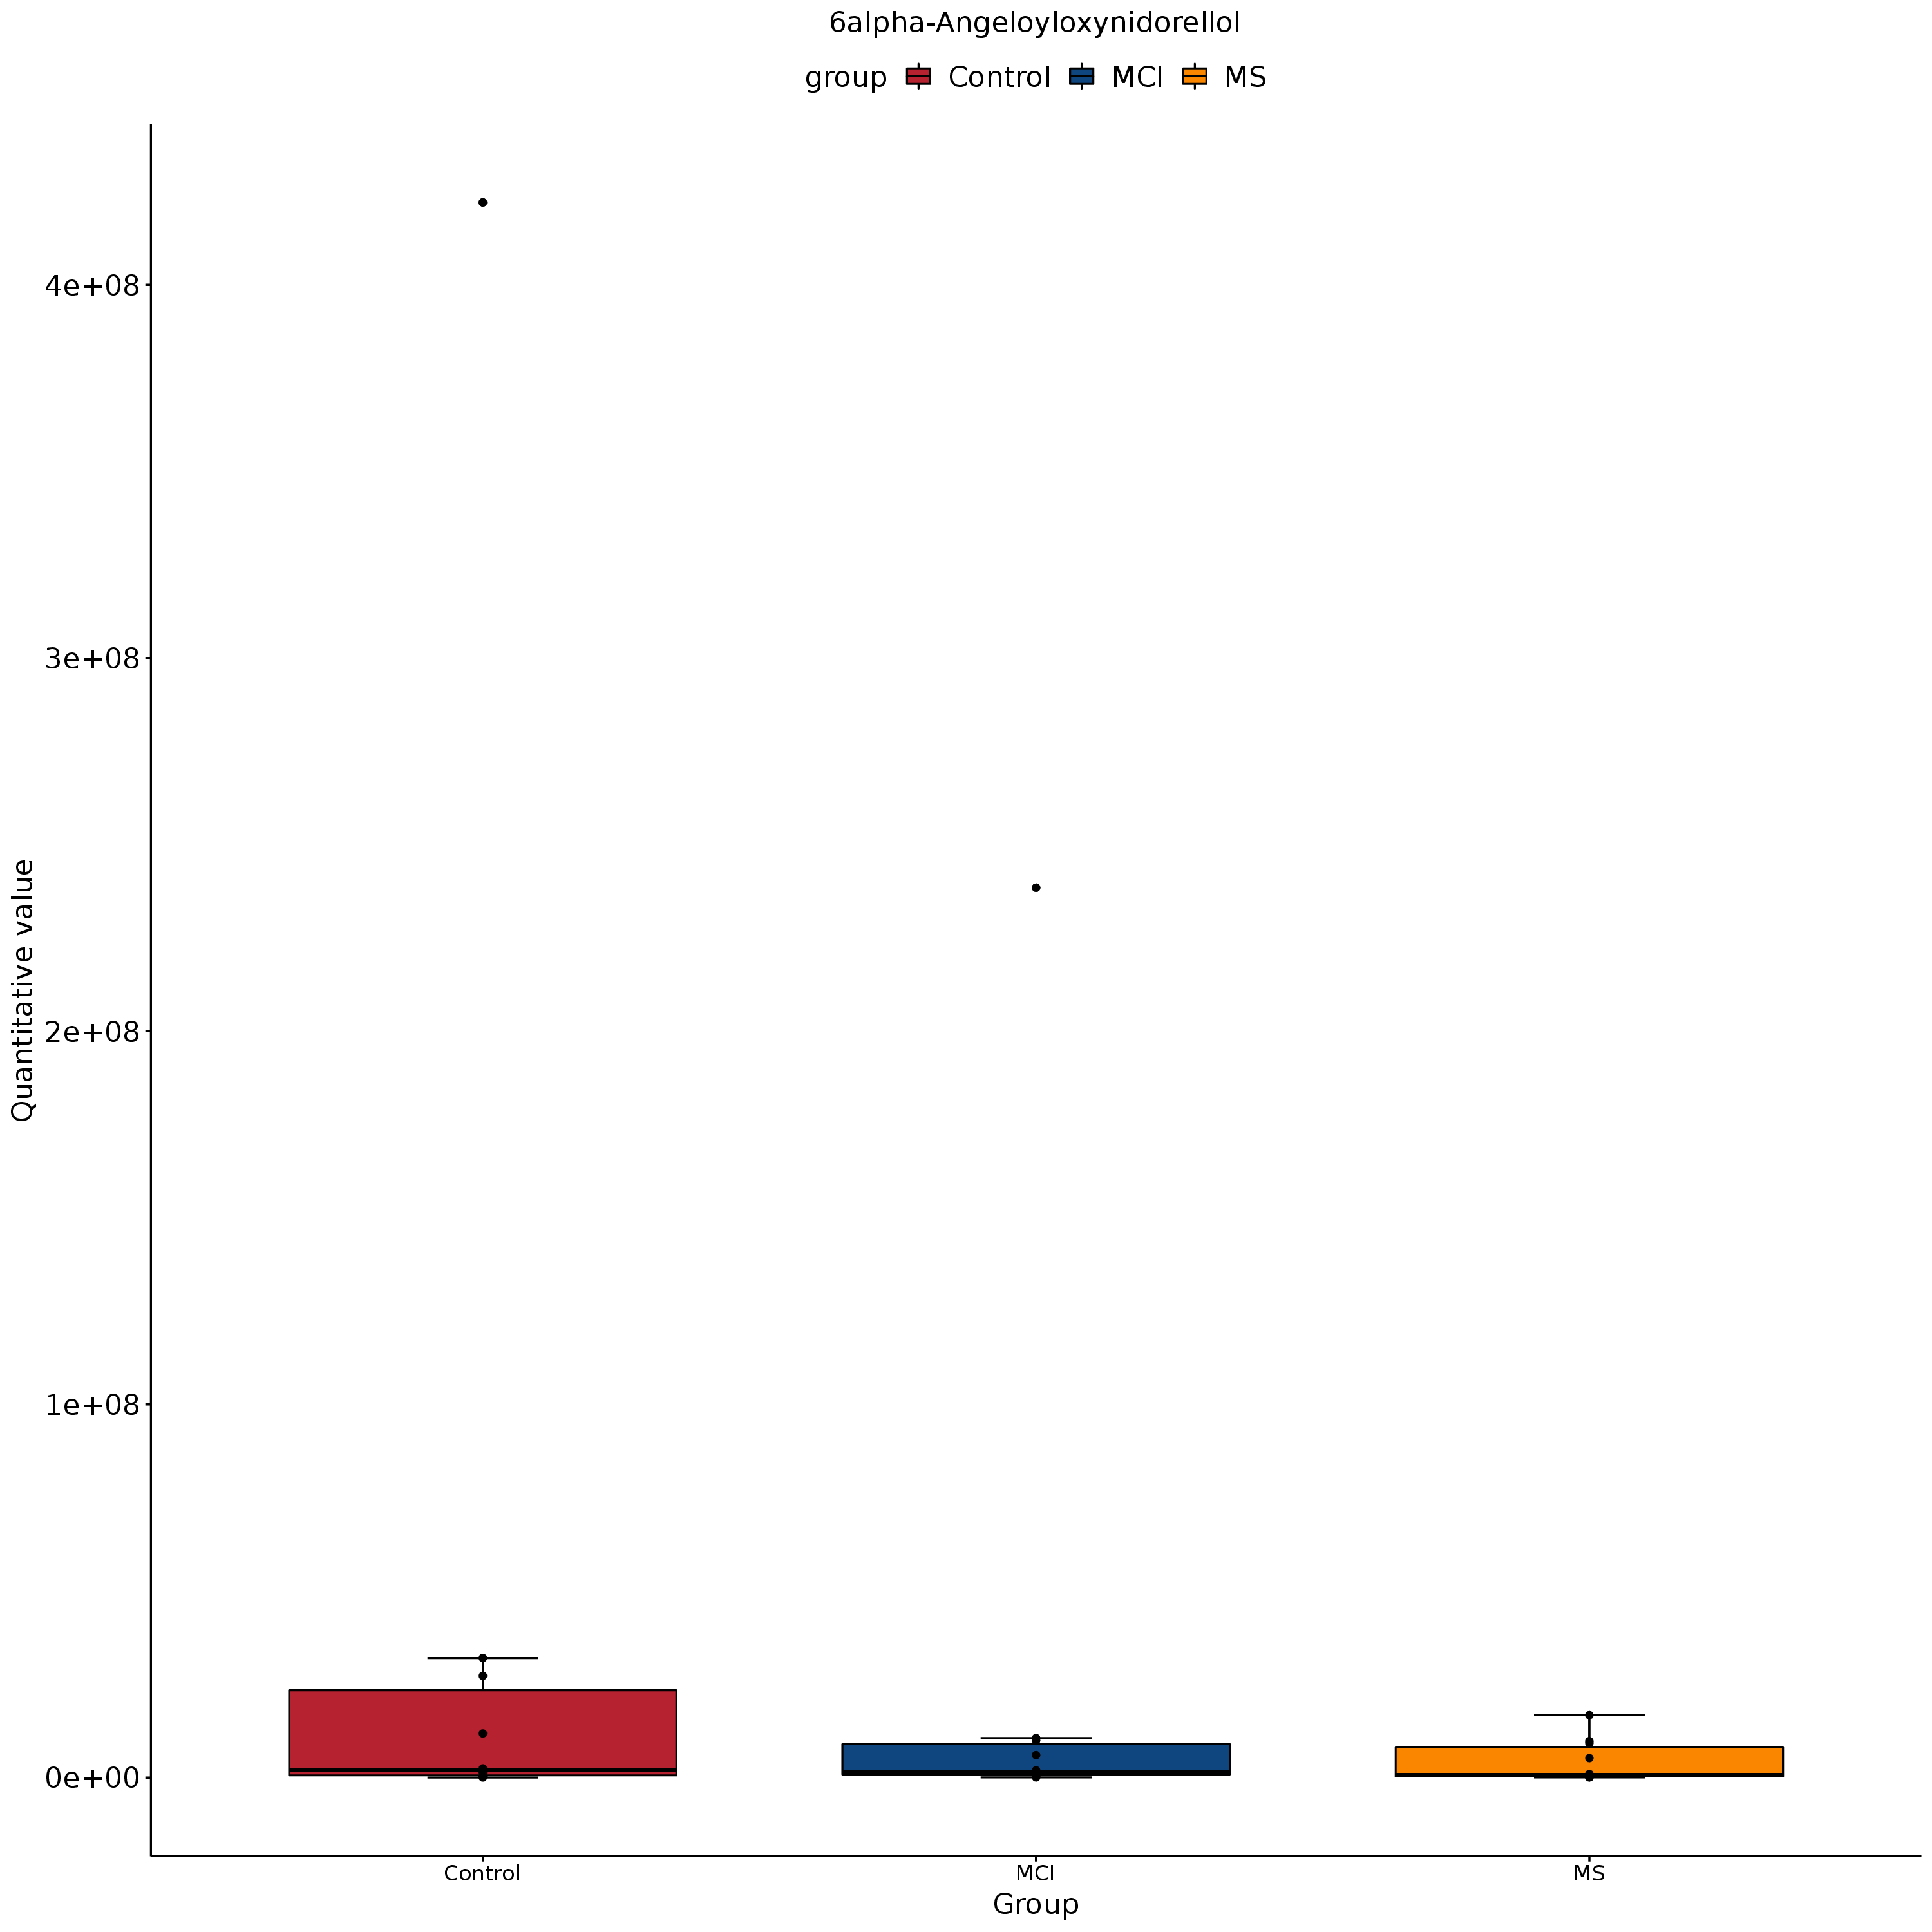 6alpha-Angeloyloxynidorellol
group Control MCI MS
Quantitative value
4e+08
3e+08
2e+08
1e+08
0e+00
Control MCI MS
Group